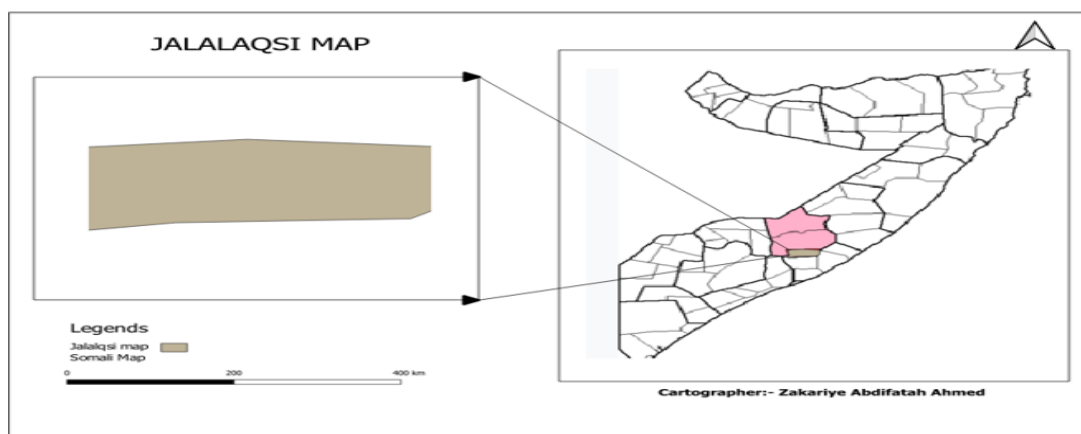 JALALAQSI MAP
Legends
Jalalqsi map
Somali Map
0 200 400 km
Cartographer:- Zakariye Abdifatah Ahmed